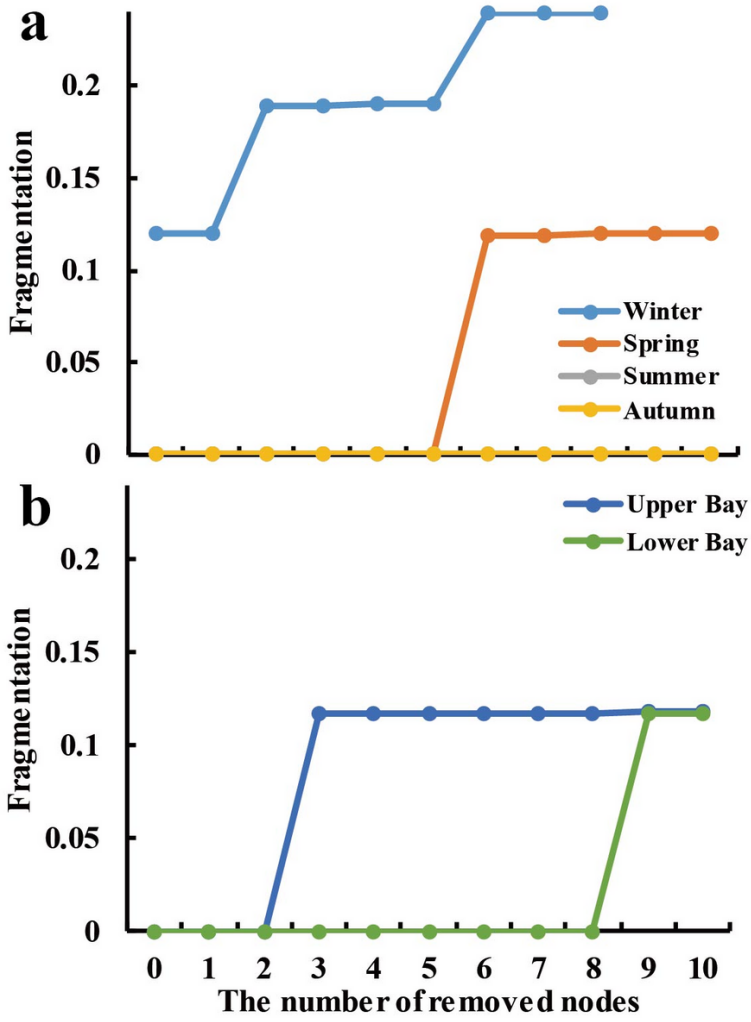 a
Fragmentation
0.2
0.15
0.1
0.05
0
Winter
Spring
Summer
Autumn
b
Fragmentation
0.2
0.15
0.1
0.05
0
Upper Bay
Lower Bay
0 1 2 3 4 5 6 7 8 9 10
The number of removed nodes